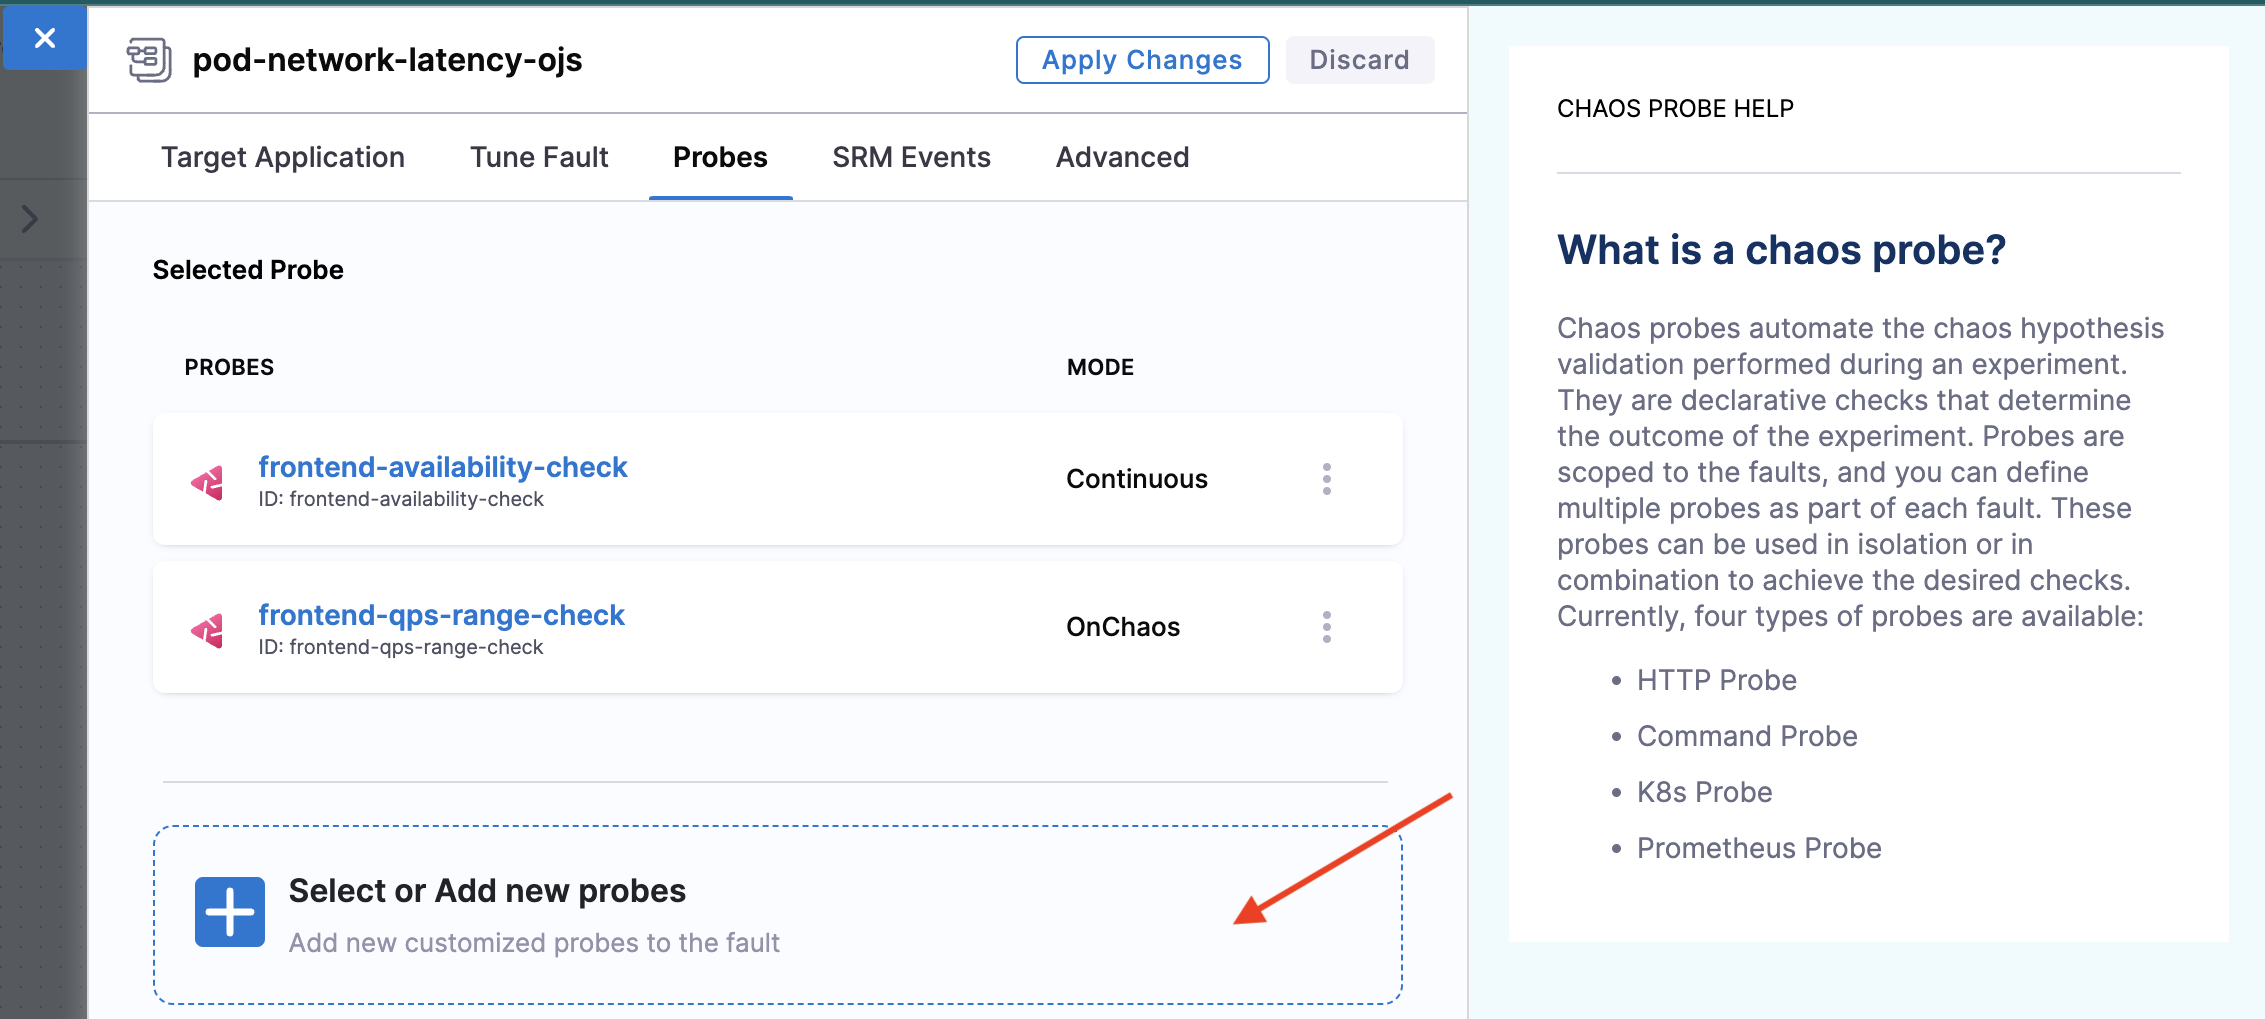 pod-network-latency-ojs
Apply Changes
Discard
Target Application
Tune Fault
Probes
SRM Events
Advanced
Selected Probe
PROBES
MODE
frontend-availability-check
ID: frontend-availability-check
Continuous
frontend-qps-range-check
ID: frontend-qps-range-check
OnChaos
Select or Add new probes
Add new customized probes to the fault
CHAOS PROBE HELP
What is a chaos probe?
Chaos probes automate the chaos hypothesis
validation performed during an experiment.
They are declarative checks that determine
the outcome of the experiment. Probes are
scoped to the faults, and you can define
multiple probes as part of each fault. These
probes can be used in isolation or in
combination to achieve the desired checks.
Currently, four types of probes are available:
• HTTP Probe
• Command Probe
• K8s Probe
• Prometheus Probe